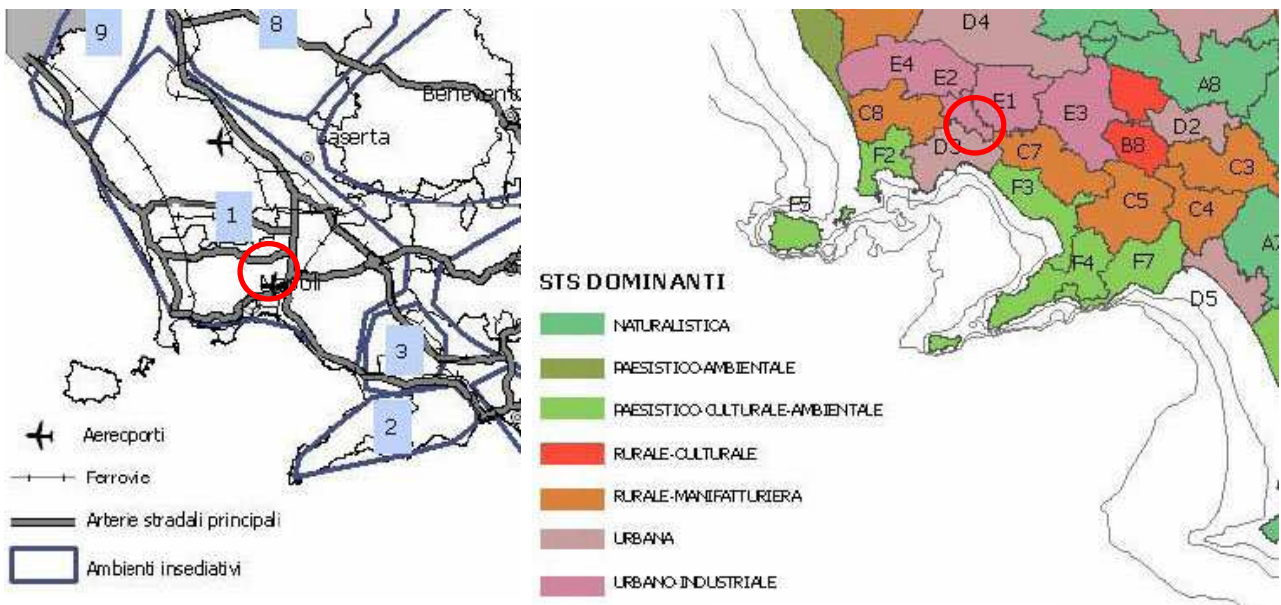 9
8
Benevento
Caserta
1
Napoli
3
2
Aereoporti
Ferrovie
Arterie stradali principali
Ambienti insediativi
D4
E4
E2
A8
E1
C8
E3
D2
D3
B8
F2
C7
C3
F3
F5
C5
C4
F4
F7
D5
STS DOMINANTI
NATURALISTICA
PAESISTICO-AMBIENTALE
PAESISTICO-CULTURALE-AMBIENTALE
RURALE-CULTURALE
RURALE-MANIFATTURIERA
URBANA
URBANO-INDUSTRIALE